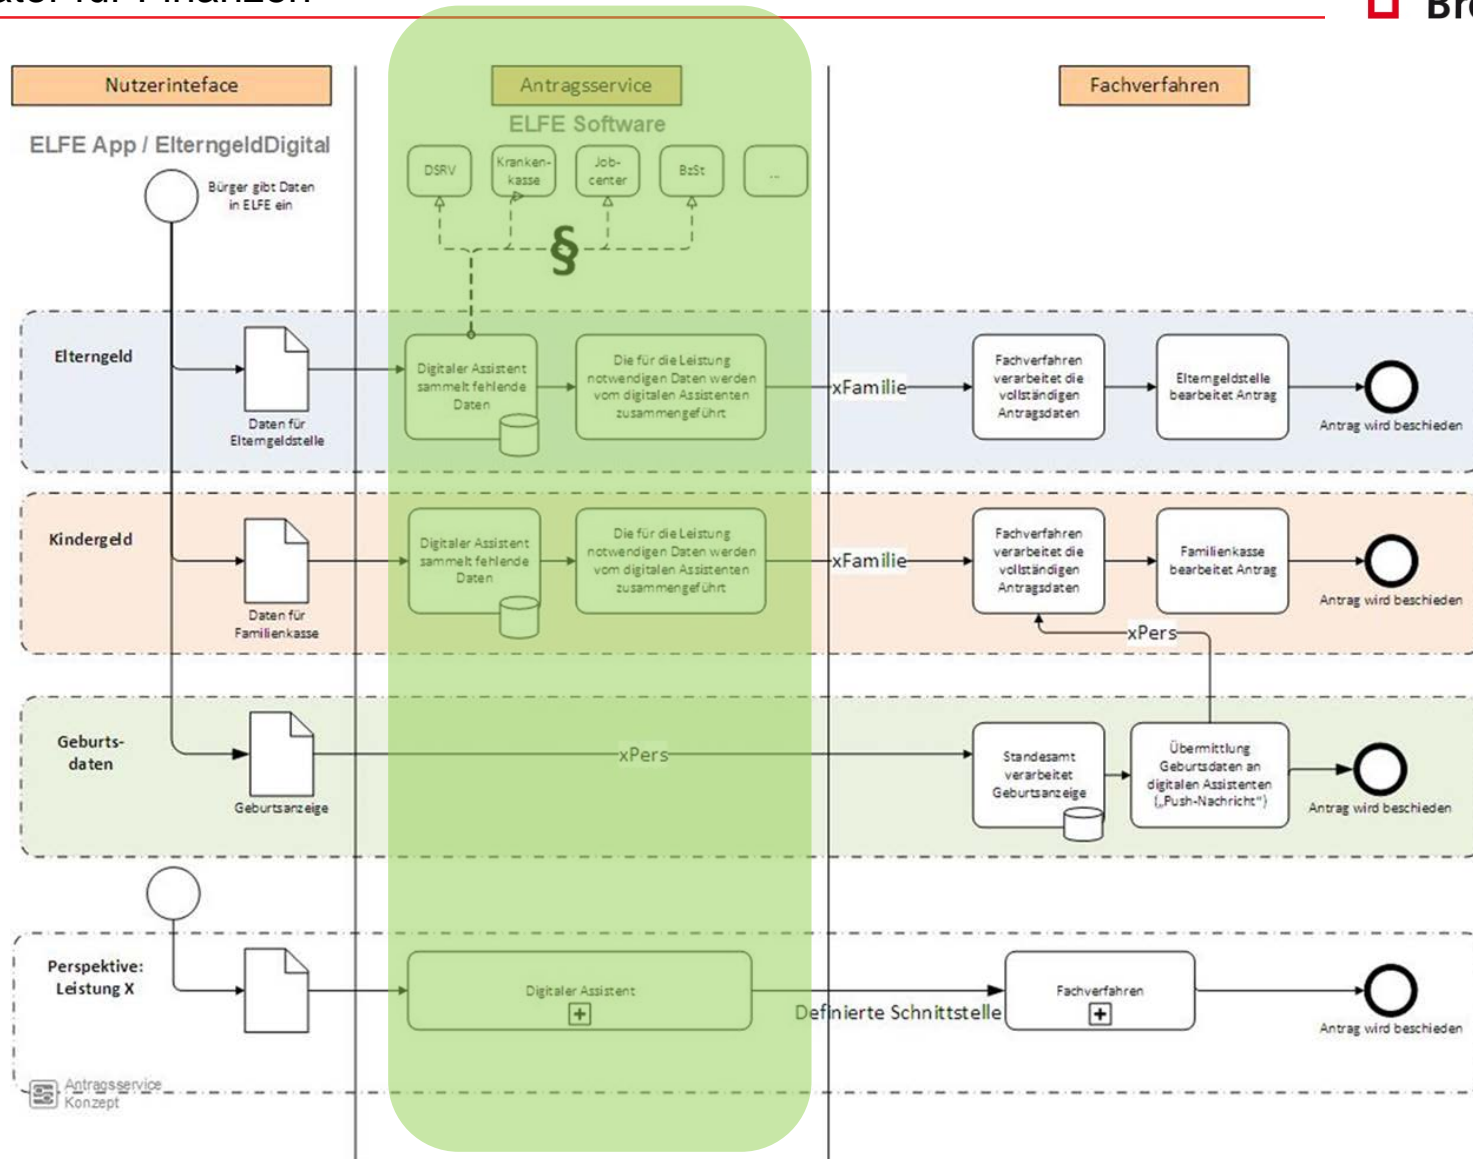 für Finanzen
Nutzerinteface
Antragsservice
Fachverfahren
ELFE App / ElterngeldDigital
ELFE Software
Bürger gibt Daten
in ELFE ein
DSRV
Kranken-
kasse
Job-
center
BzSt
...
§
Elterngeld
Daten für
Elterngeldstelle
Digitaler Assistent
sammelt fehlende
Daten
Die für die Leistung
notwendigen Daten werden
vom digitalen Assistenten
zusammengeführt
xFamilie
Fachverfahren
verarbeitet die
vollständigen
Antragsdaten
Elterngeldstelle
bearbeitet Antrag
Antrag wird beschieden
Kindergeld
Daten für
Familienkasse
Digitaler Assistent
sammelt fehlende
Daten
Die für die Leistung
notwendigen Daten werden
vom digitalen Assistenten
zusammengeführt
xFamilie
Fachverfahren
verarbeitet die
vollständigen
Antragsdaten
Familienkasse
bearbeitet Antrag
Antrag wird beschieden
xPers
Geburts-
daten
Geburtsanzeige
xPers
Standesamt
verarbeitet
Geburtsanzeige
Übermittlung
Geburtsdaten an
digitalen Assistenten
(„Push-Nachricht“)
Antrag wird beschieden
Perspektive:
Leistung X
Digitaler Assistent
Definierte Schnittstelle
Fachverfahren
Antrag wird beschieden
Antragsservice
Konzept